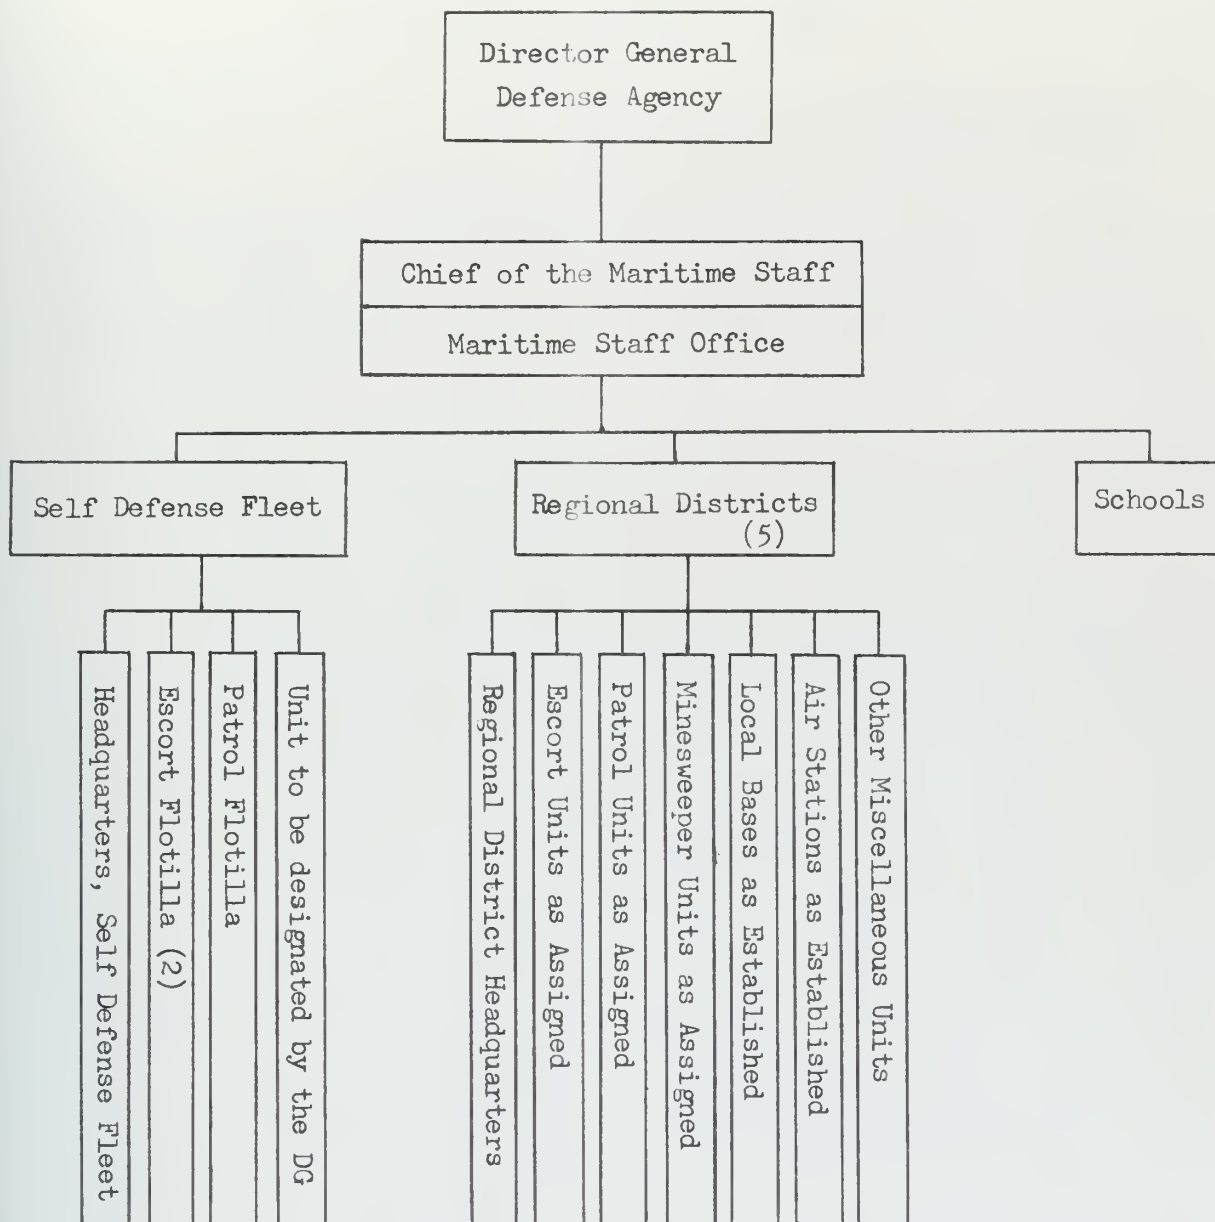 Director General
Defense Agency
Chief of the Maritime Staff
Maritime Staff Office
Self Defense Fleet
Regional Districts
(5)
Schools
Headquarters, Self Defense Fleet
Escort Flotilla (2)
Patrol Flotilla
Unit to be designated by the DG
Regional District Headquarters
Escort Units as Assigned
Patrol Units as Assigned
Minesweeper Units as Assigned
Local Bases as Established
Air Stations as Established
Other Miscellaneous Units